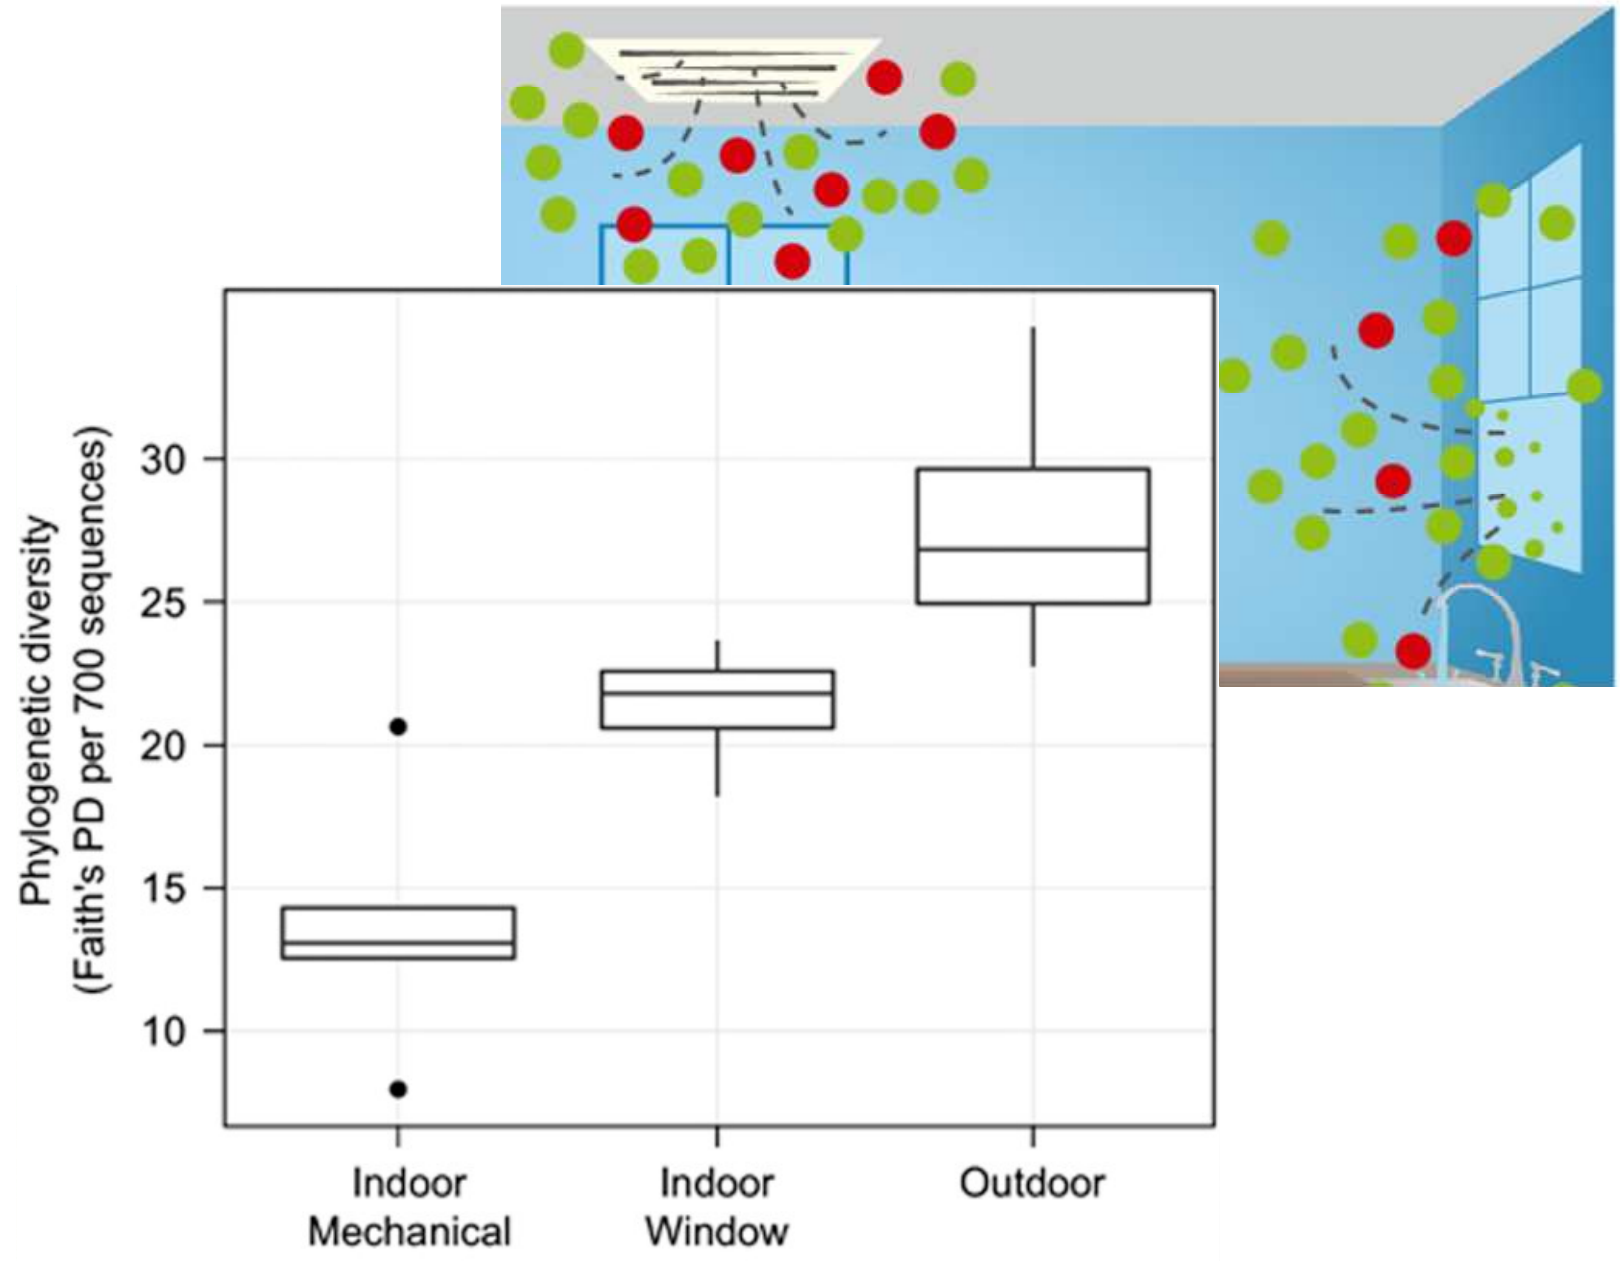 Phylogenetic diversity
(Faith's PD per 700 sequences)
30
25
20
15
10
Indoor
Mechanical
Indoor
Window
Outdoor